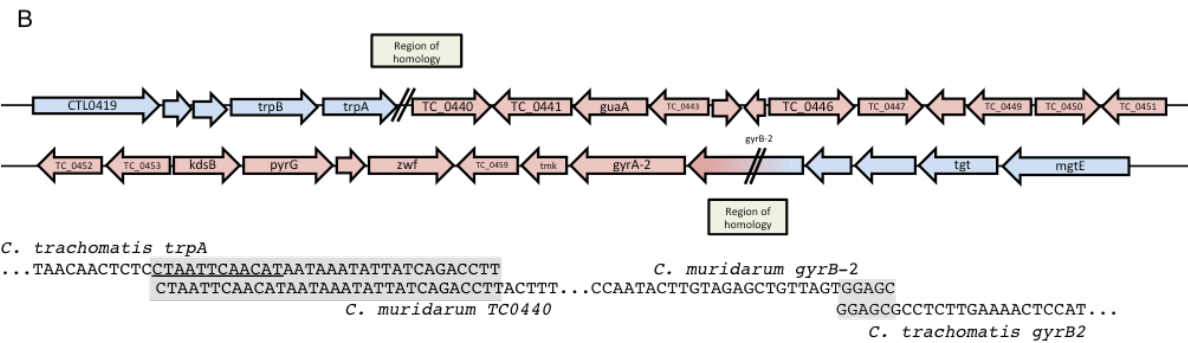 B
Region of
homology
CTL0419 trpB trpA TC_0440 TC_0441 guaA TC_0443 TC_0446 TC_0447 TC_0449 TC_0450 TC_0451
gyrB-2
TC_0452 TC_0453 kdsB pyrG zwf TC_0459 tmk gyrA-2 tgt mgtE
Region of
homology
C. trachomatis trpA
...TAACAACTCTCCTAATTCAACATAATAAATATTATCAGACCTT
C. muridarum gyrB-2
CTAATTCAACATAATAAATATTATCAGACCTTACTTT...CCAATACTTGTAGAGCTGTTAGTGGAGC
C. muridarum TC0440
GGAGCGCCTCTTGAAAACTCCAT...
C. trachomatis gyrB2